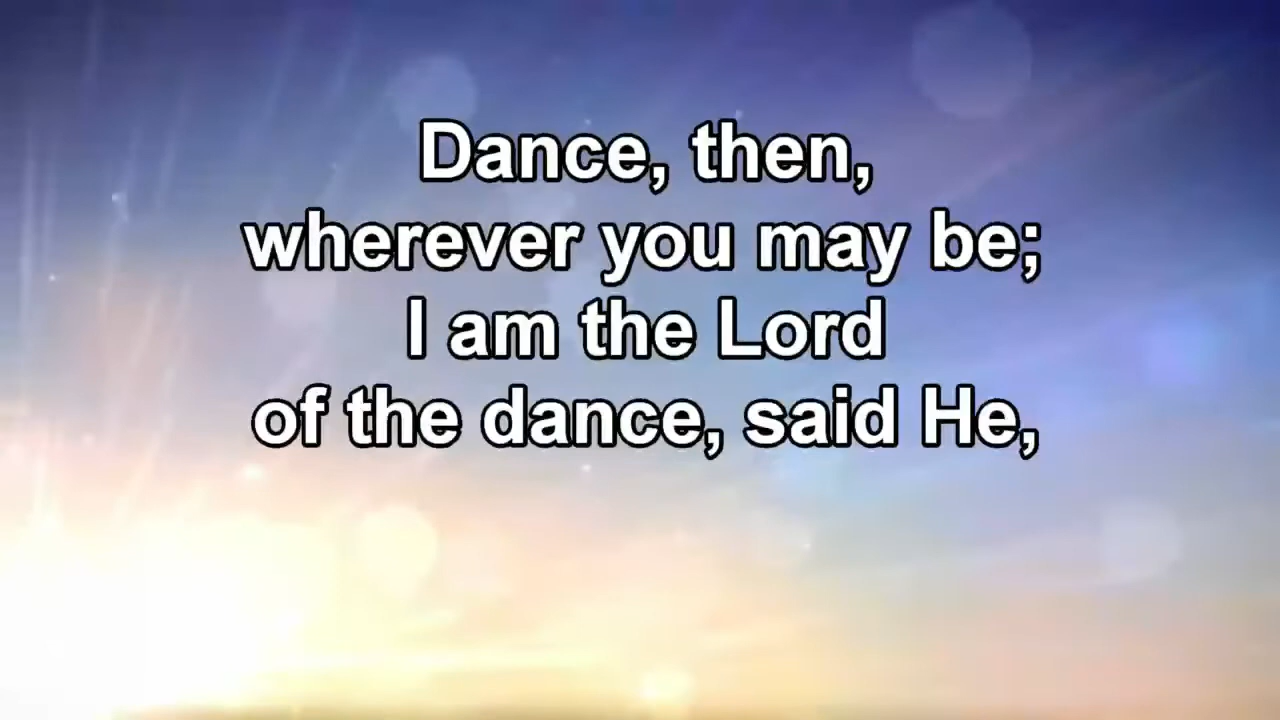 Dance, then,
wherever you may be;
I am the Lord
of the dance, said He,